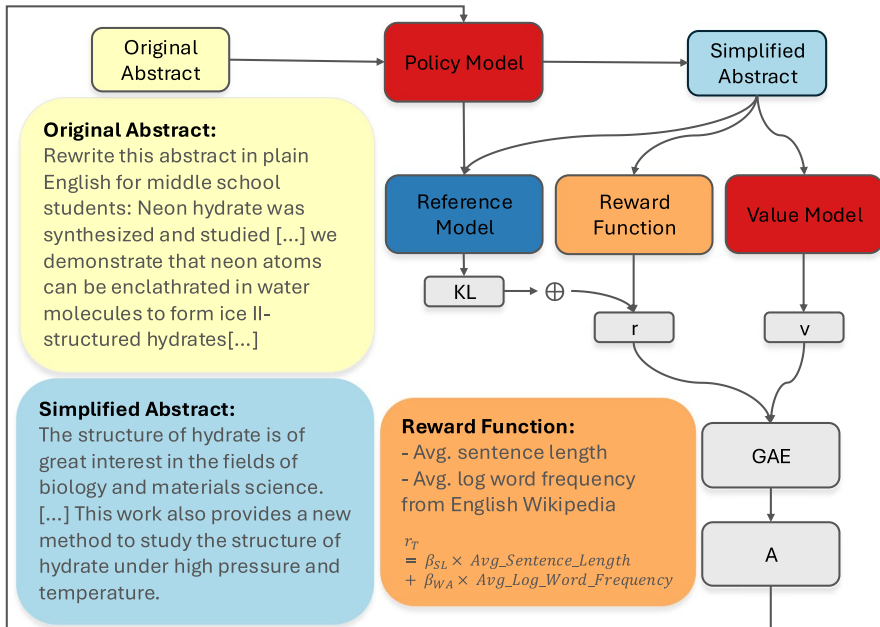 Original
Abstract
Policy Model
Simplified
Abstract
Original Abstract:
Rewrite this abstract in plain
English for middle school
students: Neon hydrate was
synthesized and studied [...] we
demonstrate that neon atoms
can be enclathrated in water
molecules to form ice II-
structured hydrates[...]
Reference
Model
Reward
Function
Value Model
KL
⊕
r
v
Simplified Abstract:
The structure of hydrate is of
great interest in the fields of
biology and materials science.
[...] This work also provides a new
method to study the structure of
hydrate under high pressure and
temperature.
Reward Function:
- Avg. sentence length
- Avg. log word frequency
from English Wikipedia
r_T
= β_SL × Avg_Sentence_Length
+ β_WA × Avg_Log_Word_Frequency
GAE
A